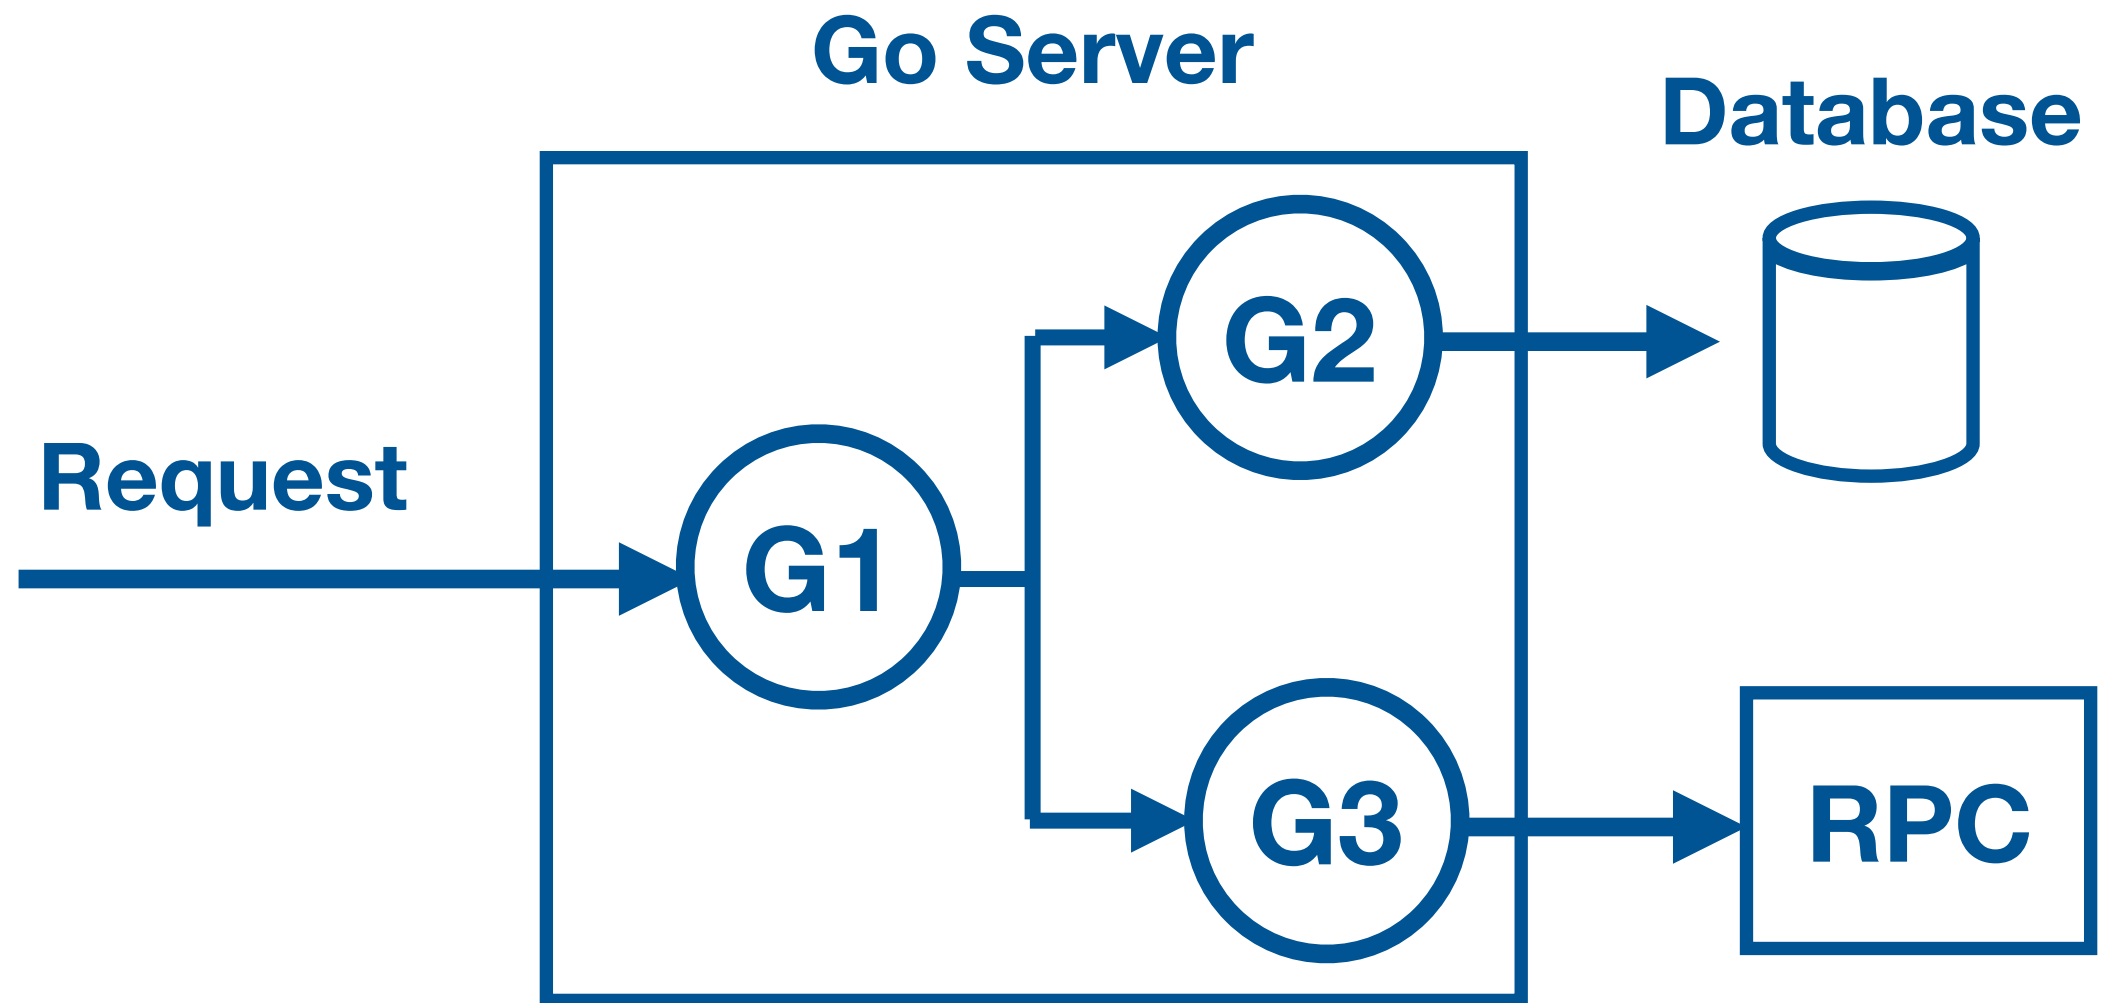 Go Server
Database
Request
G1
G2
G3
RPC